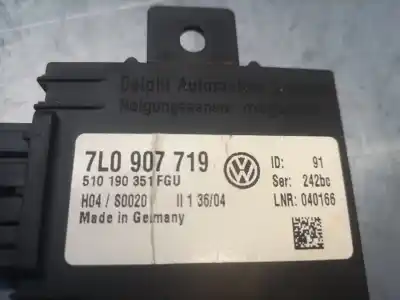 Delphi Automotive
Neigungssensor
7L0 907 719
510 190 351 FGU
H04 / S0020 II 1 36/04
Made in Germany
ID: 91
Ser: 242bc
LNR: 040166